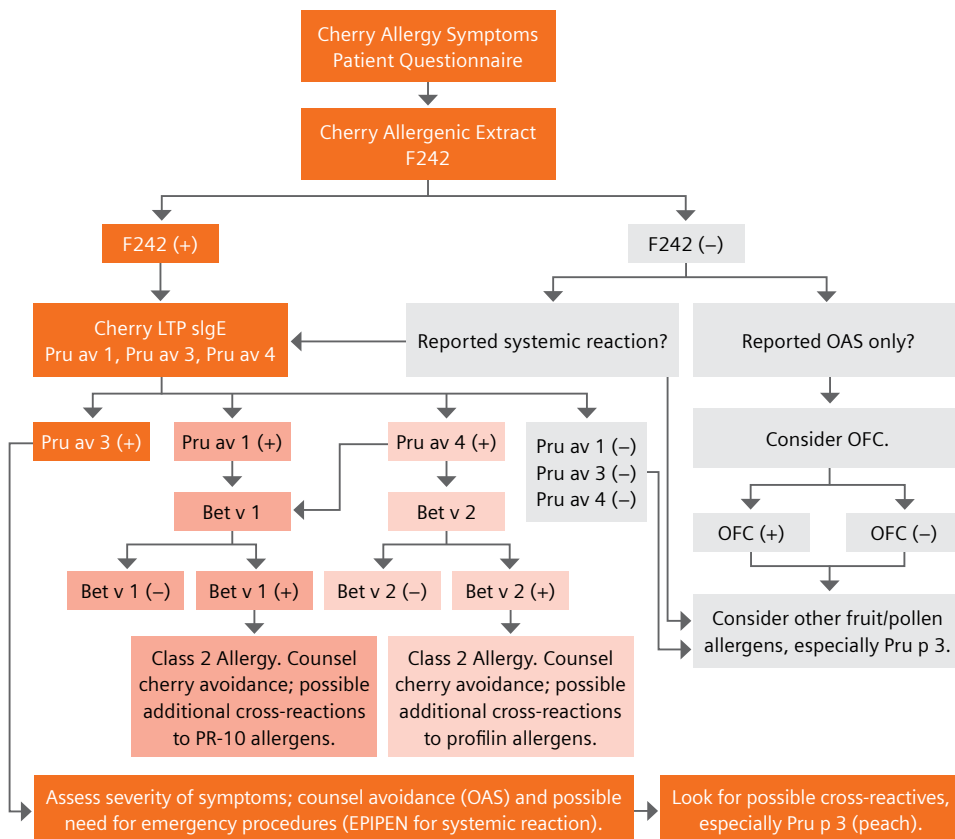 Cherry Allergy Symptoms
Patient Questionnaire
Cherry Allergenic Extract
F242
F242 (+)
F242 (–)
Cherry LTP slgE
Pru av 1, Pru av 3, Pru av 4
Reported systemic reaction?
Reported OAS only?
Pru av 3 (+)
Pru av 1 (+)
Pru av 4 (+)
Pru av 1 (–)
Pru av 3 (–)
Pru av 4 (–)
Consider OFC.
Bet v 1
Bet v 2
OFC (+)
OFC (–)
Bet v 1 (–)
Bet v 1 (+)
Bet v 2 (–)
Bet v 2 (+)
Consider other fruit/pollen
allergens, especially Pru p 3.
Class 2 Allergy. Counsel
cherry avoidance; possible
additional cross-reactions
to PR-10 allergens.
Class 2 Allergy. Counsel
cherry avoidance; possible
additional cross-reactions
to profilin allergens.
Assess severity of symptoms; counsel avoidance (OAS) and possible
need for emergency procedures (EPIPEN for systemic reaction).
Look for possible cross-reactives,
especially Pru p 3 (peach).